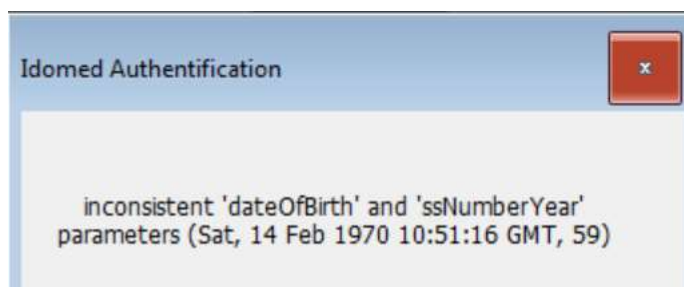 Idomed Authentification
x
inconsistent 'dateOfBirth' and 'ssNumberYear'
parameters (Sat, 14 Feb 1970 10:51:16 GMT, 59)